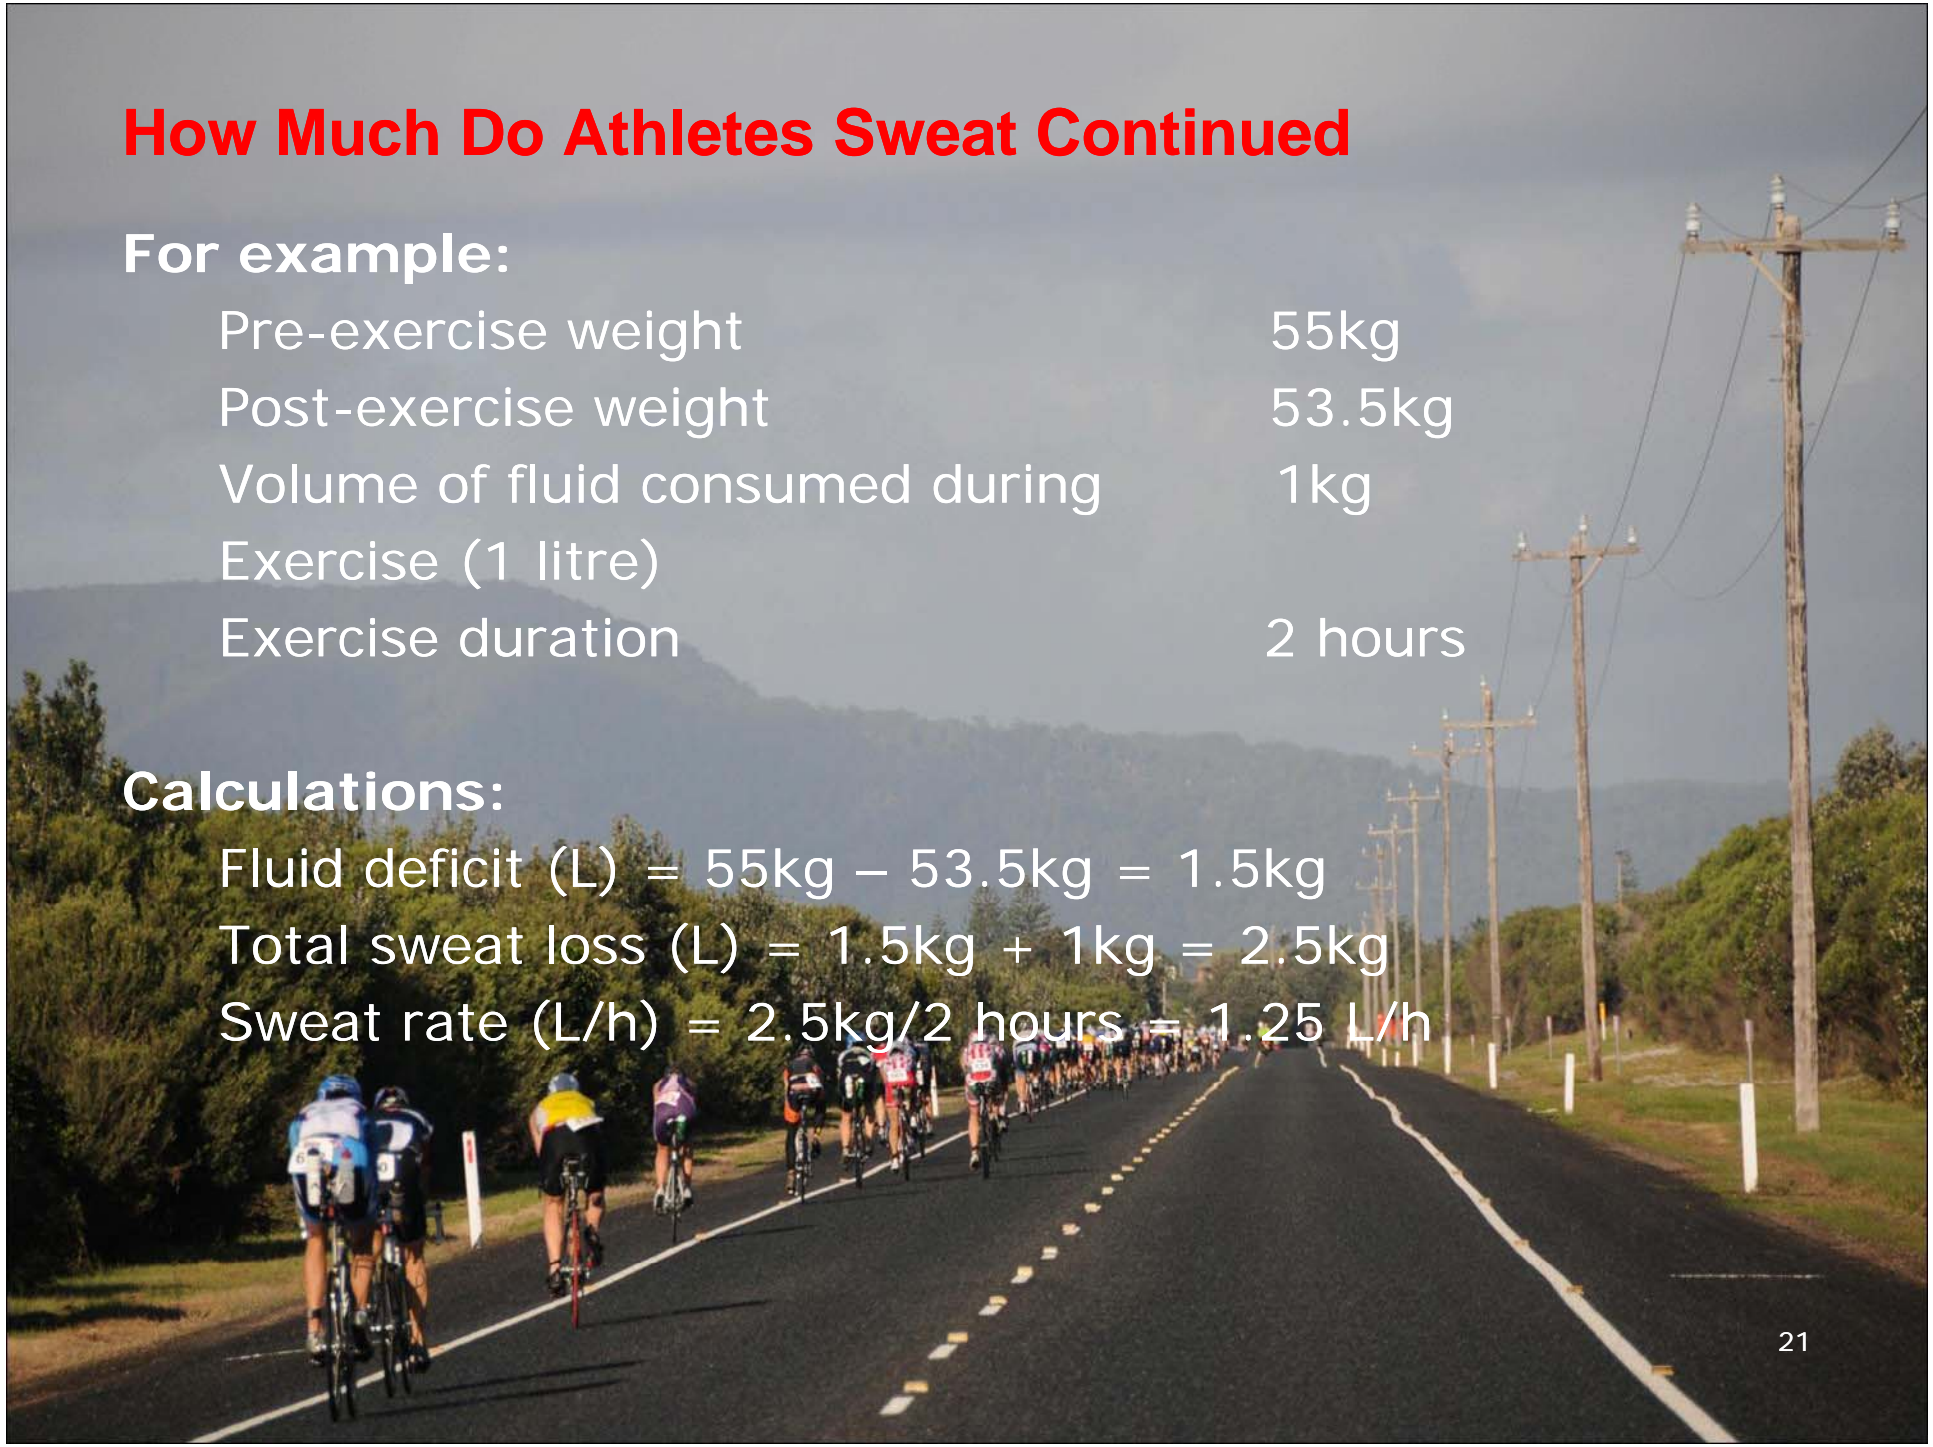 How Much Do Athletes Sweat Continued
For example:
Pre-exercise weight 55kg
Post-exercise weight 53.5kg
Volume of fluid consumed during 1kg
Exercise (1 litre)
Exercise duration 2 hours
Calculations:
Fluid deficit (L) = 55kg – 53.5kg = 1.5kg
Total sweat loss (L) = 1.5kg + 1kg = 2.5kg
Sweat rate (L/h) = 2.5kg/2 hours = 1.25 L/h
21